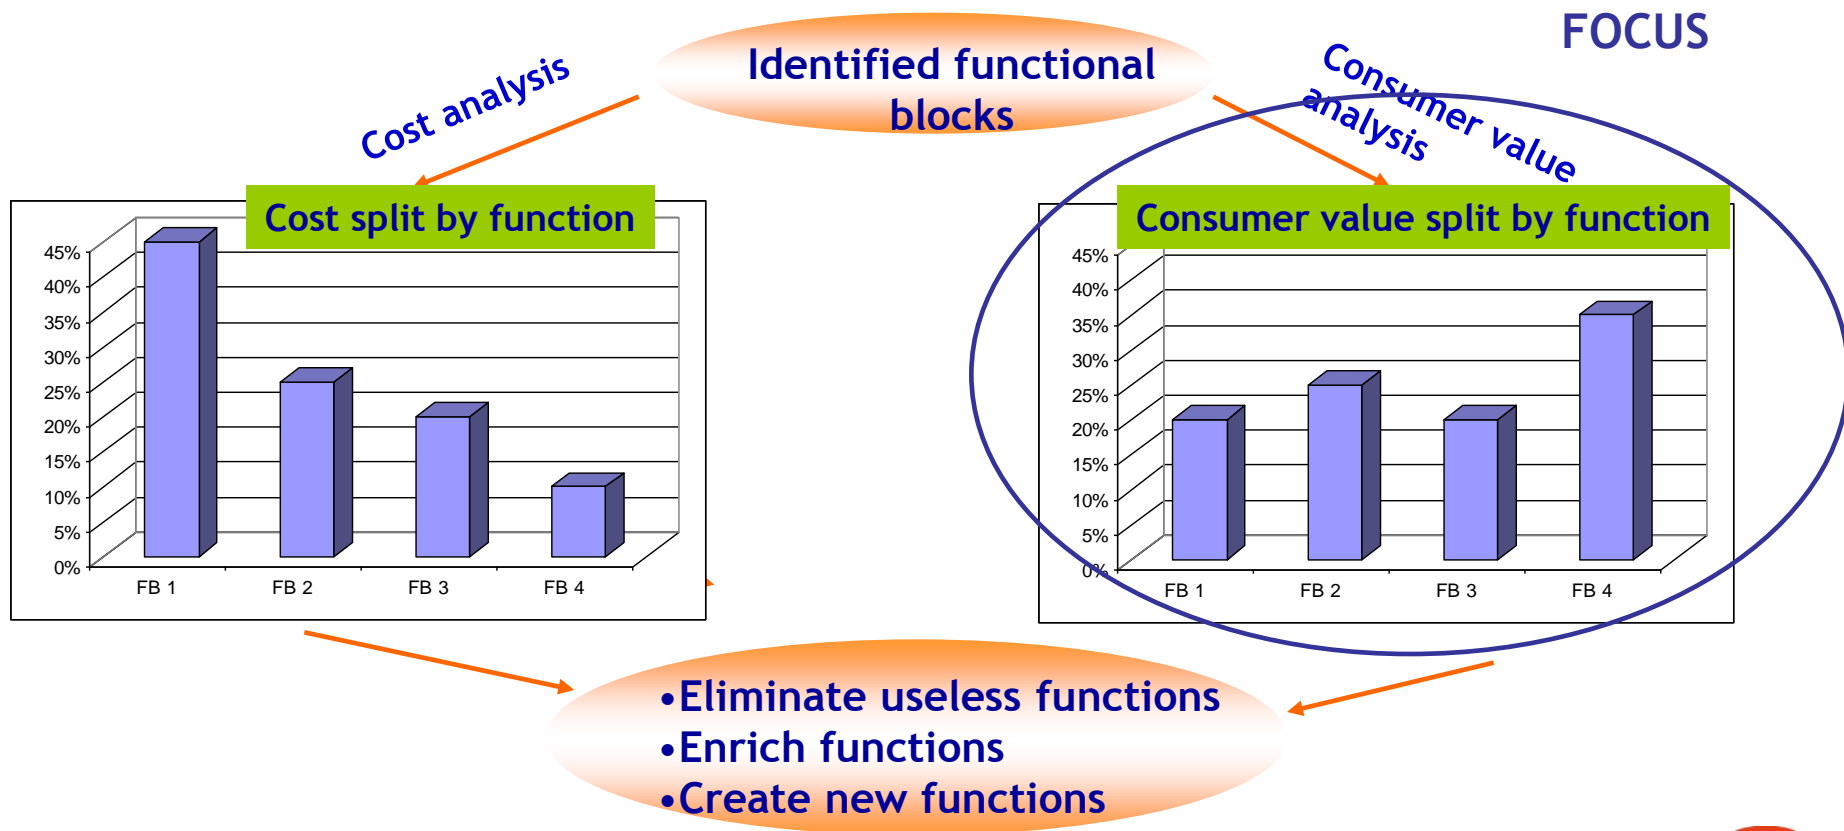 FOCUS
Identified functional
blocks
Cost analysis
Consumer value
analysis
Cost split by function
45%
40%
35%
30%
25%
20%
15%
10%
5%
0%
FB 1
FB 2
FB 3
FB 4
Consumer value split by function
45%
40%
35%
30%
25%
20%
15%
10%
5%
0%
FB 1
FB 2
FB 3
FB 4
•Eliminate useless functions
•Enrich functions
•Create new functions